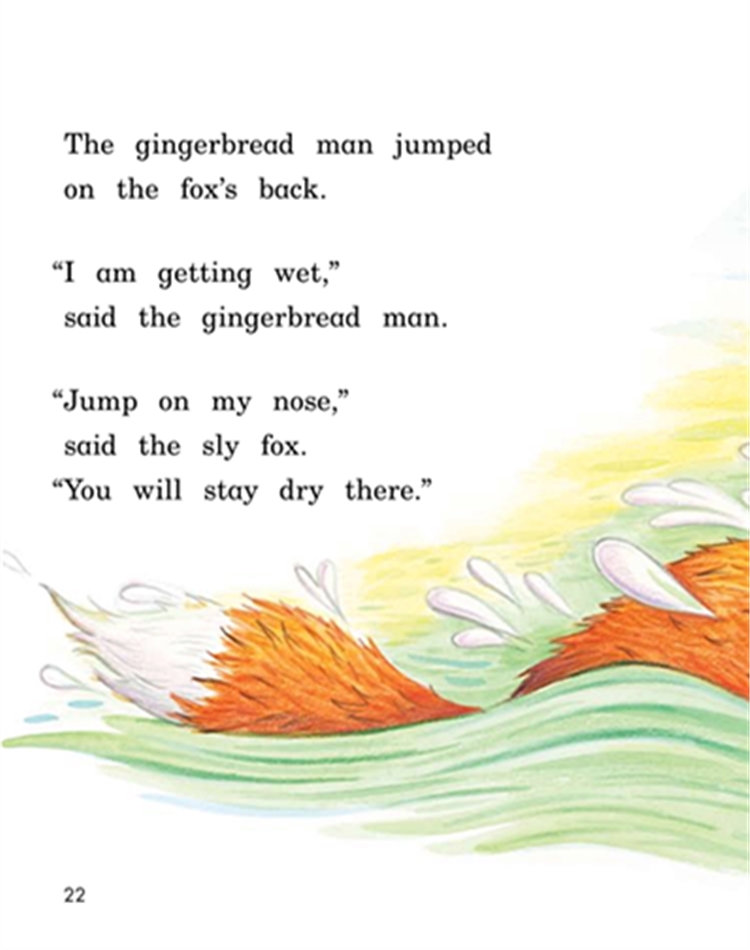 The gingerbread man jumped
on the fox’s back.
“I am getting wet,”
said the gingerbread man.
“Jump on my nose,”
said the sly fox.
“You will stay dry there.”
22